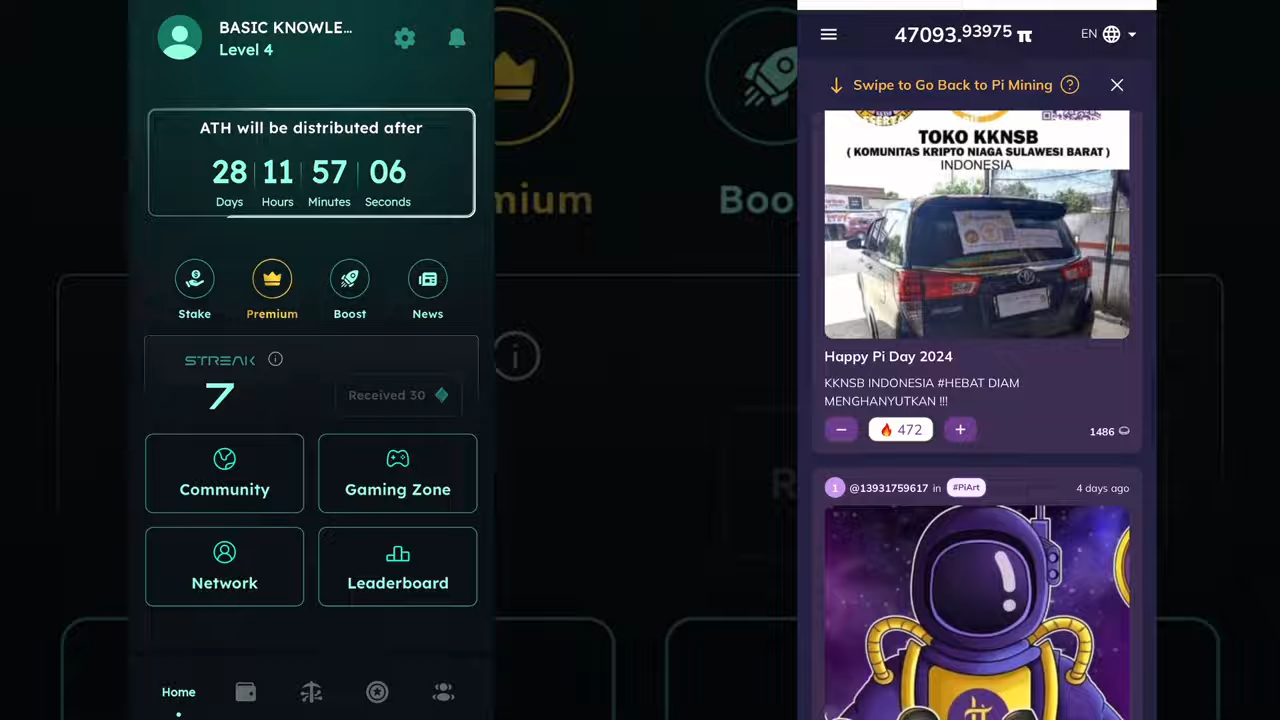 BASIC KNOWLE...
Level 4
ATH will be distributed after
28 11 57 06
Days Hours Minutes Seconds
Stake Premium Boost News
STREAK
7
Received 30
Community
Gaming Zone
Network
Leaderboard
Home
mium
Boo
R
47093.93975 π
EN
Swipe to Go Back to Pi Mining
TOKO KKNSB
( KOMUNITAS KRIPTO NIAGA SULAWESI BARAT )
INDONESIA
Happy Pi Day 2024
KKNSB INDONESIA #HEBAT DIAM
MENGHANYUTKAN !!!
− 472 +
1486
1 @13931759617 in #PiArt 4 days ago